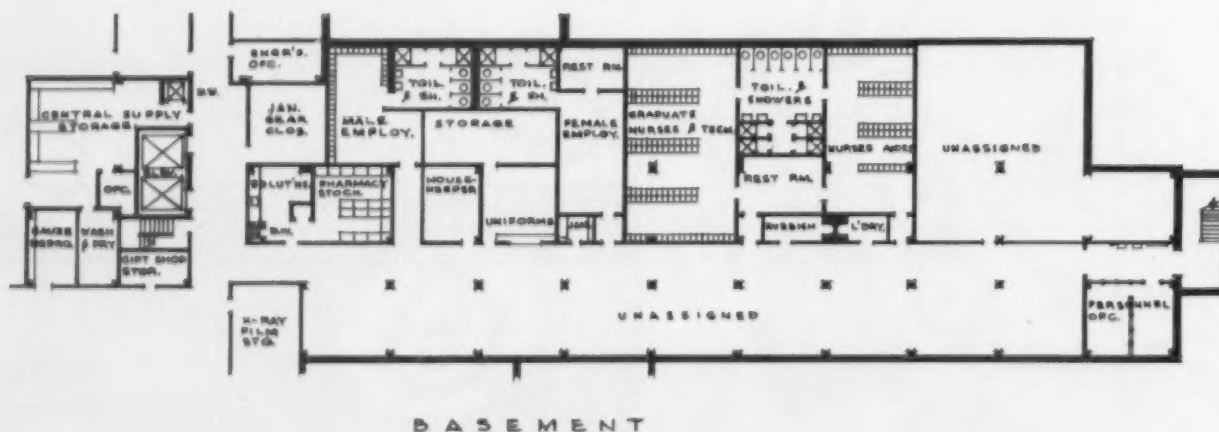 ENGR'S.
OFC.
D.W.
CENTRAL SUPPLY
STORAGE
ELEV.
OFC.
GAUZE
WASH
& DRY
GIFT SHOP
STOR.
JAN.
GEAR
CLOS.
MALE
EMPLOY.
TOIL.
& SH.
TOIL.
& SH.
REST RM.
STORAGE
FEMALE
EMPLOY.
GRADUATE
NURSES & TECH.
TOIL. &
SHOWERS
NURSES AIDES
UNASSIGNED
SOLUT'NS.
PHARMACY
STOCK.
HOUSE-
KEEPER
UNIFORMS
JAN.
REST RM.
RUBBISH
L'DRY.
X-RAY
FILM
STG.
UNASSIGNED
PERSONNEL
OFC.
BASEMENT